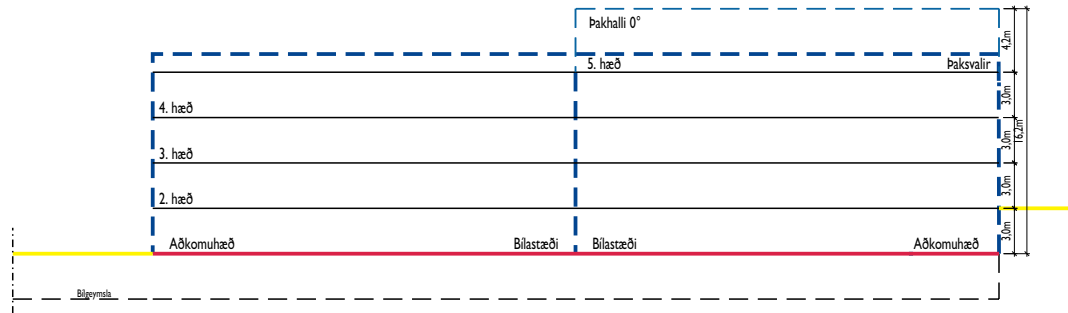 Þakhalli 0°
4,2m
5. hæð
Þaksvalir
4. hæð
3,0m
16,2m
3. hæð
3,0m
2. hæð
3,0m
Aðkomuhæð
Bílastæði
Bílastæði
Aðkomuhæð
3,0m
Bílgeymsla